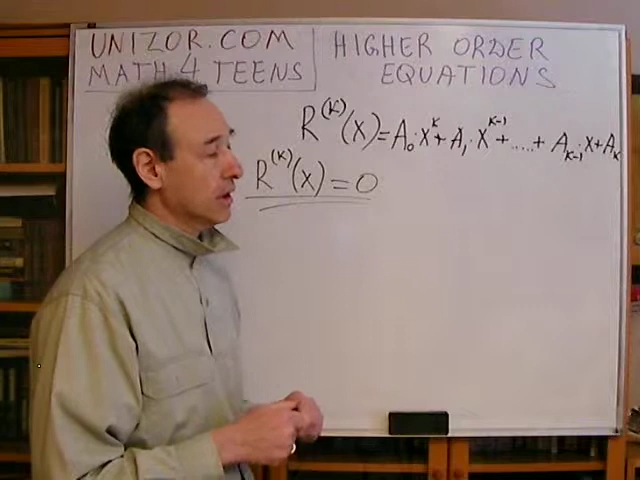 UNIZOR.COM
MATH 4 TEENS
HIGHER ORDER
EQUATIONS
R^(K)(X)=A₀·X^K+A₁·X^(K-1)+....+A_(K-1)·X+A_K
R^(K)(X)=0